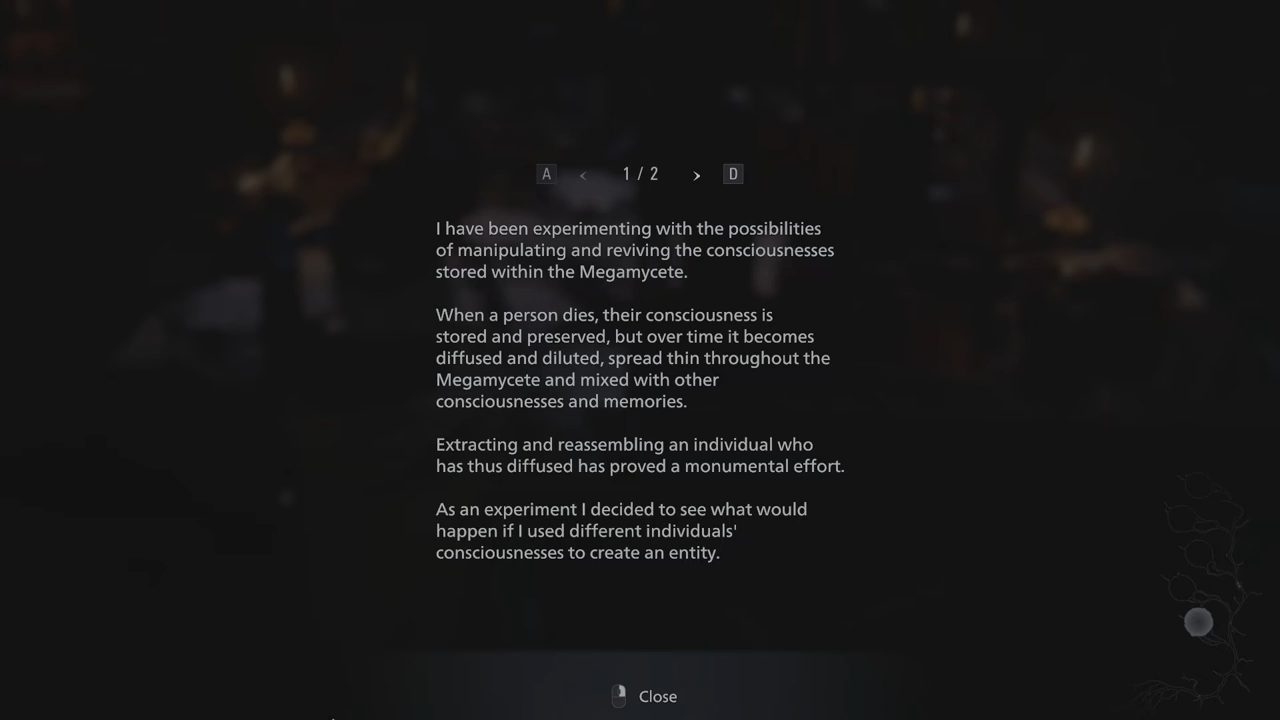 A < 1 / 2 > D
I have been experimenting with the possibilities
of manipulating and reviving the consciousnesses
stored within the Megamycete.
When a person dies, their consciousness is
stored and preserved, but over time it becomes
diffused and diluted, spread thin throughout the
Megamycete and mixed with other
consciousnesses and memories.
Extracting and reassembling an individual who
has thus diffused has proved a monumental effort.
As an experiment I decided to see what would
happen if I used different individuals'
consciousnesses to create an entity.
Close